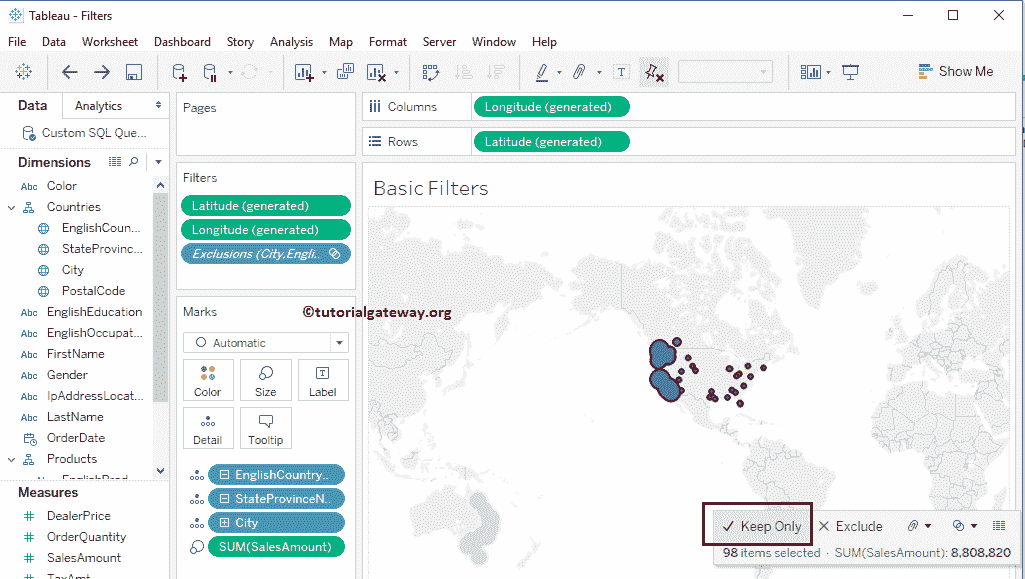 Tableau - Filters
File Data Worksheet Dashboard Story Analysis Map Format Server Window Help
Show Me
Data Analytics
Custom SQL Que...
Dimensions
Abc Color
Countries
EnglishCoun...
StateProvinc...
City
PostalCode
Abc EnglishEducation
Abc EnglishOccupat...
Abc FirstName
Abc Gender
Abc IpAddressLocat...
Abc LastName
OrderDate
Products
EnglishProd
Measures
# DealerPrice
# OrderQuantity
# SalesAmount
# TaxAmt
Pages
Filters
Latitude (generated)
Longitude (generated)
Exclusions (City,Engli..
Marks
Automatic
Color Size Label
Detail Tooltip
EnglishCountry..
StateProvinceN..
City
SUM(SalesAmount)
Columns Longitude (generated)
Rows Latitude (generated)
Basic Filters
©tutorialgateway.org
Keep Only Exclude
98 items selected · SUM(SalesAmount): 8,808,820